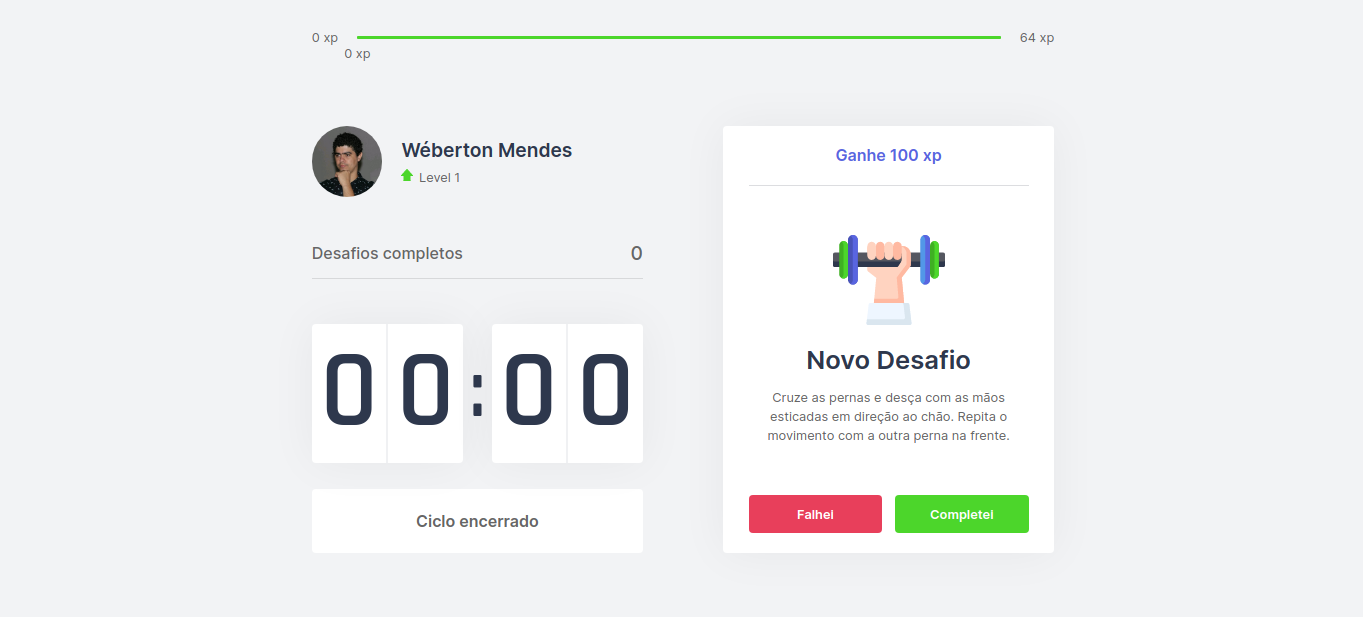 0 xp
64 xp
0 xp
Wéberton Mendes
Level 1
Desafios completos
0
00:00
Ciclo encerrado
Ganhe 100 xp
Novo Desafio
Cruze as pernas e desça com as mãos
esticadas em direção ao chão. Repita o
movimento com a outra perna na frente.
Falhei
Completei